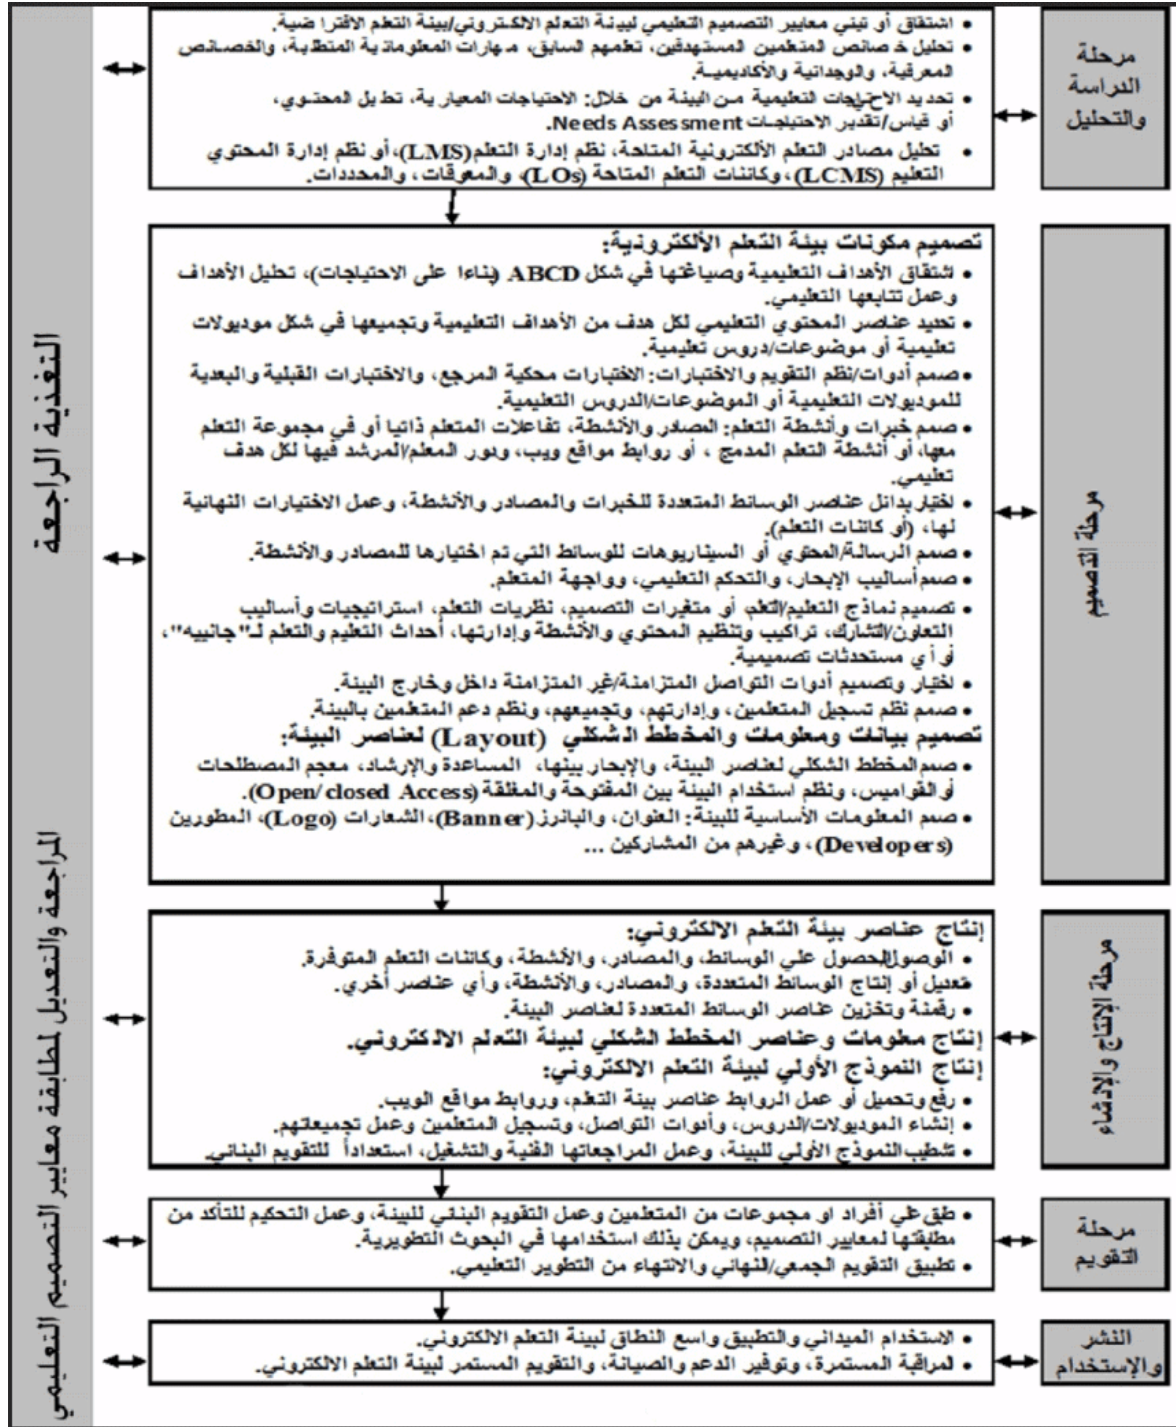 مرحلة
الدراسة
والتحليل
• اشتقاق أو تبني معايير التصميم التعليمي لبيئة التعلم الالكتروني/بيئة التعلم الافتراضية.
• تحليل خصائص المتعلمين المستهدفين، تعلمهم السابق، مهارات المعلوماتية المتطلبة، والخصائص
المعرفية، والوجدانية والأكاديمية.
• تحديد الاحتياجات التعليمية من البيئة من خلال: الاحتياجات المعيارية، تحليل المحتوي،
أو قياس/تقدير الاحتياجات Needs Assessment.
• تحليل مصادر التعلم الألكترونية المتاحة، نظم إدارة التعلم(LMS)، أو نظم إدارة المحتوي
التعليم (LCMS)، وكائنات التعلم المتاحة (LOs)، والمعوقات، والمحددات.
مرحلة التصميم
تصميم مكونات بيئة التعلم الألكترونية:
• اشتقاق الأهداف التعليمية وصياغتها في شكل ABCD (بناءا على الاحتياجات)، تحليل الأهداف
وعمل تتابعها التعليمي.
• تحديد عناصر المحتوي التعليمي لكل هدف من الأهداف التعليمية وتجميعها في شكل موديولات
تعليمية أو موضوعات/دروس تعليمية.
• صمم أدوات/نظم التقويم والاختبارات: الاختبارات محكية المرجع، والاختبارات القبلية والبعدية
للموديولات التعليمية أو الموضوعات/الدروس التعليمية.
• صمم خبرات وأنشطة التعلم: المصادر والأنشطة، تفاعلات المتعلم ذاتيا أو في مجموعة التعلم
معها، أو أنشطة التعلم المدمج ، أو روابط مواقع ويب، ودور المعلم/المرشد فيها لكل هدف
تعليمي.
• اختيار بدائل عناصر الوسائط المتعددة للخبرات والمصادر والأنشطة، وعمل الاختيارات النهائية
لها، (أو كائنات التعلم).
• صمم الرسالة/المحتوي أو السيناريوهات للوسائط التي تم اختيارها للمصادر والأنشطة.
• صمم أساليب الإبحار، والتحكم التعليمي، وواجهة المتعلم.
• تصميم نماذج التعليم/التعلم، أو متغيرات التصميم، نظريات التعلم، استراتيجيات وأساليب
التعاون/التشارك، تراكيب وتنظيم المحتوي والأنشطة وإدارتها، أحداث التعليم والتعلم لـ"جانييه"،
أو أي مستحدثات تصميمية.
• اختيار وتصميم أدوات التواصل المتزامنة/غير المتزامنة داخل وخارج البيئة.
• صمم نظم تسجيل المتعلمين، وإدارتهم، وتجميعهم، ونظم دعم المتعلمين بالبيئة.
تصميم بيانات ومعلومات والمخطط الشكلي (Layout) لعناصر البيئة:
• صمم المخطط الشكلي لعناصر البيئة، والإبحار بينها، المساعدة والإرشاد، معجم المصطلحات
أوالقواميس، ونظم استخدام البيئة بين المفتوحة والمغلقة (Open/closed Access).
• صمم المعلومات الأساسية للبيئة: العنوان، والبانرز(Banner)، الشعارات (Logo)، المطورين
(Developers)، وغيرهم من المشاركين ...
مرحلة الإنتاج والإنشاء
إنتاج عناصر بيئة التعلم الالكتروني:
• الوصول/الحصول علي الوسائط، والمصادر، والأنشطة، وكائنات التعلم المتوفرة.
• تعديل أو إنتاج الوسائط المتعددة، والمصادر، والأنشطة، وأي عناصر أخري.
• رقمنة وتخزين عناصر الوسائط المتعددة لعناصر البيئة.
إنتاج معلومات وعناصر المخطط الشكلي لبيئة التعلم الالكتروني.
إنتاج النموذج الأولي لبيئة التعلم الالكتروني:
• رفع وتحميل أو عمل الروابط عناصر بيئة التعلم، وروابط مواقع الويب.
• إنشاء الموديولات/الدروس، وأدوات التواصل، وتسجيل المتعلمين وعمل تجميعاتهم.
• تشطيب النموذج الأولي للبيئة، وعمل المراجعاتها الفنية والتشغيل، استعداداً للتقويم البنائي.
مرحلة
التقويم
• طبق علي أفراد او مجموعات من المتعلمين وعمل التقويم البنائي للبيئة، وعمل التحكيم للتأكد من
مطابقتها لمعايير التصميم، ويمكن بذلك استخدامها في البحوث التطويرية.
• تطبيق التقويم الجمعي/النهائي والانتهاء من التطوير التعليمي.
النشر
والإستخدام
• الاستخدام الميداني والتطبيق واسع النطاق لبيئة التعلم الالكتروني.
• المراقبة المستمرة، وتوفير الدعم والصيانة، والتقويم المستمر لبيئة التعلم الالكتروني.
التغذية الراجعة
المراجعة والتعديل لمطابقة معايير التصميم التعليمي